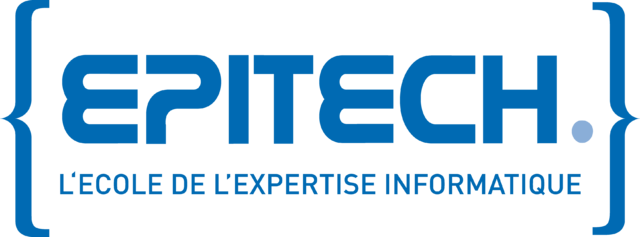 {EPITECH.}
L'ECOLE DE L'EXPERTISE INFORMATIQUE